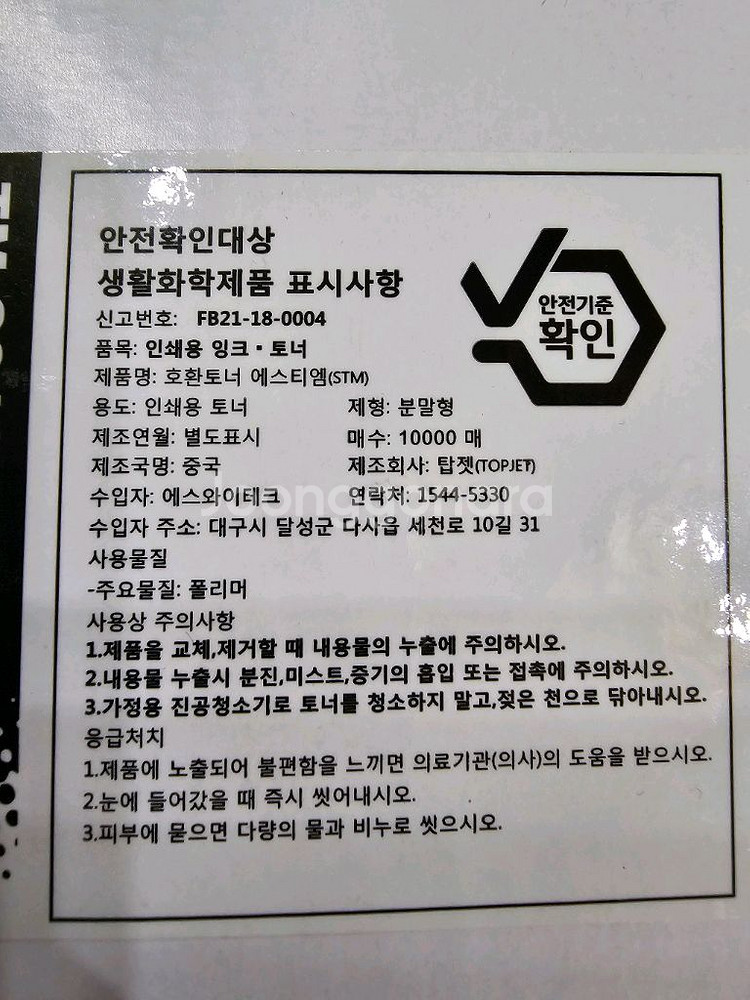 안전확인대상
생활화학제품 표시사항
안전기준
확인
신고번호: FB21-18-0004
품목: 인쇄용 잉크·토너
제품명: 호환토너 에스티엠(STM)
용도: 인쇄용 토너 제형: 분말형
제조연월: 별도표시 매수: 10000 매
제조국명: 중국 제조회사: 탑젯(TOPJET)
수입자: 에스와이테크 연락처: 1544-5330
Joonggonara
수입자 주소: 대구시 달성군 다사읍 세천로 10길 31
사용물질
-주요물질: 폴리머
사용상 주의사항
1.제품을 교체,제거할 때 내용물의 누출에 주의하시오.
2.내용물 누출시 분진,미스트,증기의 흡입 또는 접촉에 주의하시오.
3.가정용 진공청소기로 토너를 청소하지 말고,젖은 천으로 닦아내시오.
응급처치
1.제품에 노출되어 불편함을 느끼면 의료기관(의사)의 도움을 받으시오.
2.눈에 들어갔을 때 즉시 씻어내시오.
3.피부에 묻으면 다량의 물과 비누로 씻으시오.